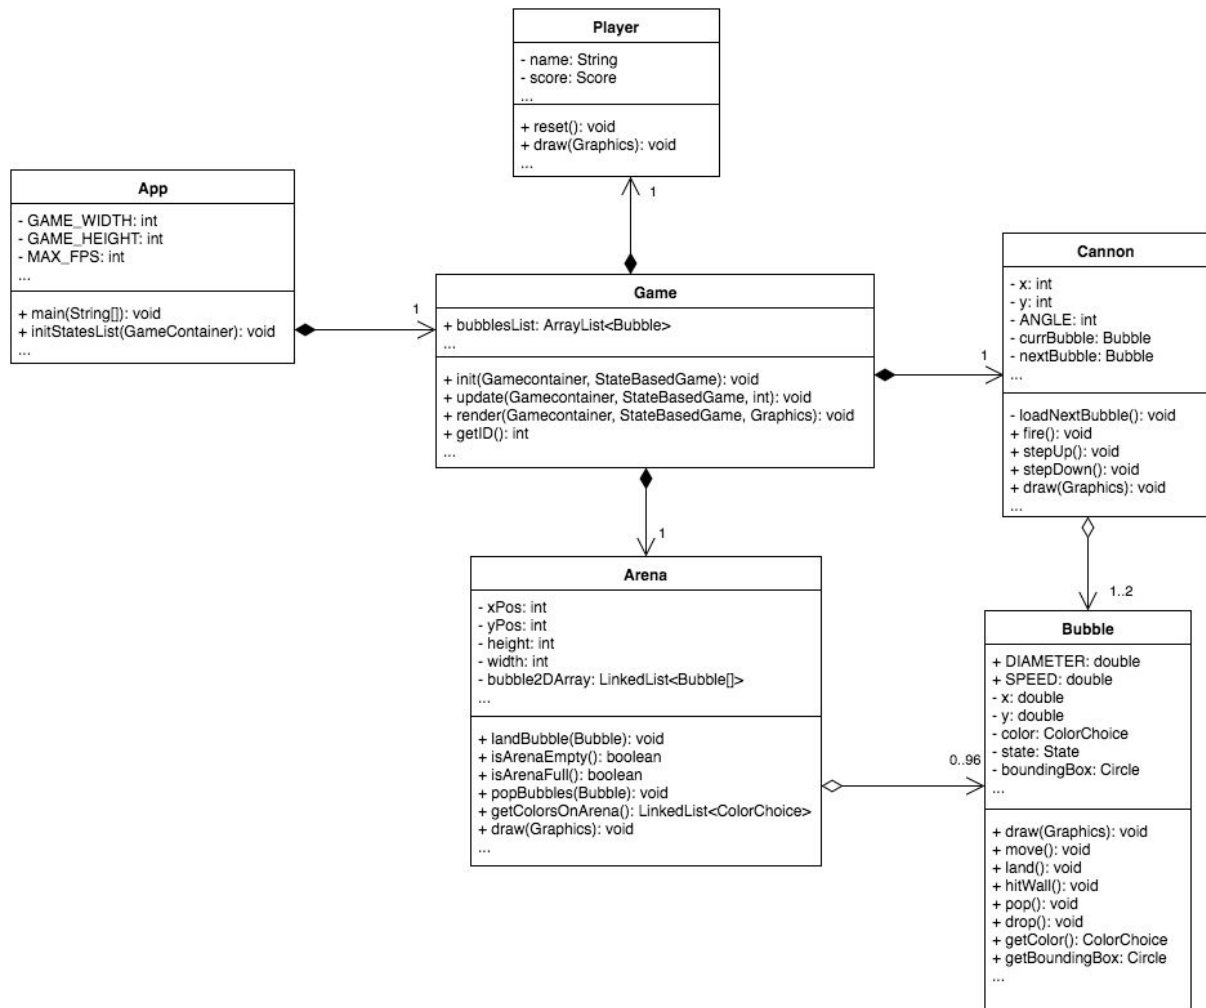 Player
- name: String
- score: Score
...
+ reset(): void
+ draw(Graphics): void
...
1
App
- GAME_WIDTH: int
- GAME_HEIGHT: int
- MAX_FPS: int
...
+ main(String[]): void
+ initStatesList(GameContainer): void
...
1
Game
+ bubblesList: ArrayList<Bubble>
...
+ init(Gamecontainer, StateBasedGame): void
+ update(Gamecontainer, StateBasedGame, int): void
+ render(Gamecontainer, StateBasedGame, Graphics): void
+ getID(): int
...
1
Cannon
- x: int
- y: int
- ANGLE: int
- currBubble: Bubble
- nextBubble: Bubble
...
- loadNextBubble(): void
+ fire(): void
+ stepUp(): void
+ stepDown(): void
+ draw(Graphics): void
...
1
Arena
- xPos: int
- yPos: int
- height: int
- width: int
- bubble2DArray: LinkedList<Bubble[]>
...
+ landBubble(Bubble): void
+ isArenaEmpty(): boolean
+ isArenaFull(): boolean
+ popBubbles(Bubble): void
+ getColorsOnArena(): LinkedList<ColorChoice>
+ draw(Graphics): void
...
1..2
0..96
Bubble
+ DIAMETER: double
+ SPEED: double
- x: double
- y: double
- color: ColorChoice
- state: State
- boundingBox: Circle
...
+ draw(Graphics): void
+ move(): void
+ land(): void
+ hitWall(): void
+ pop(): void
+ drop(): void
+ getColor(): ColorChoice
+ getBoundingBox: Circle
...